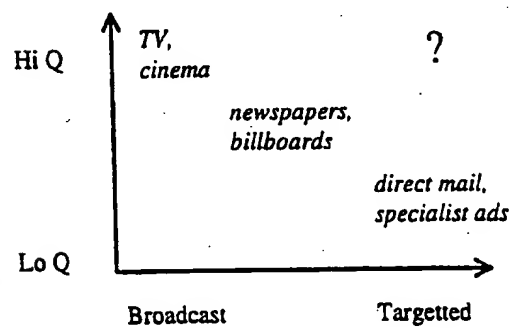 Hi Q
TV,
cinema
?
newspapers,
billboards
direct mail,
specialist ads
Lo Q
Broadcast
Targetted